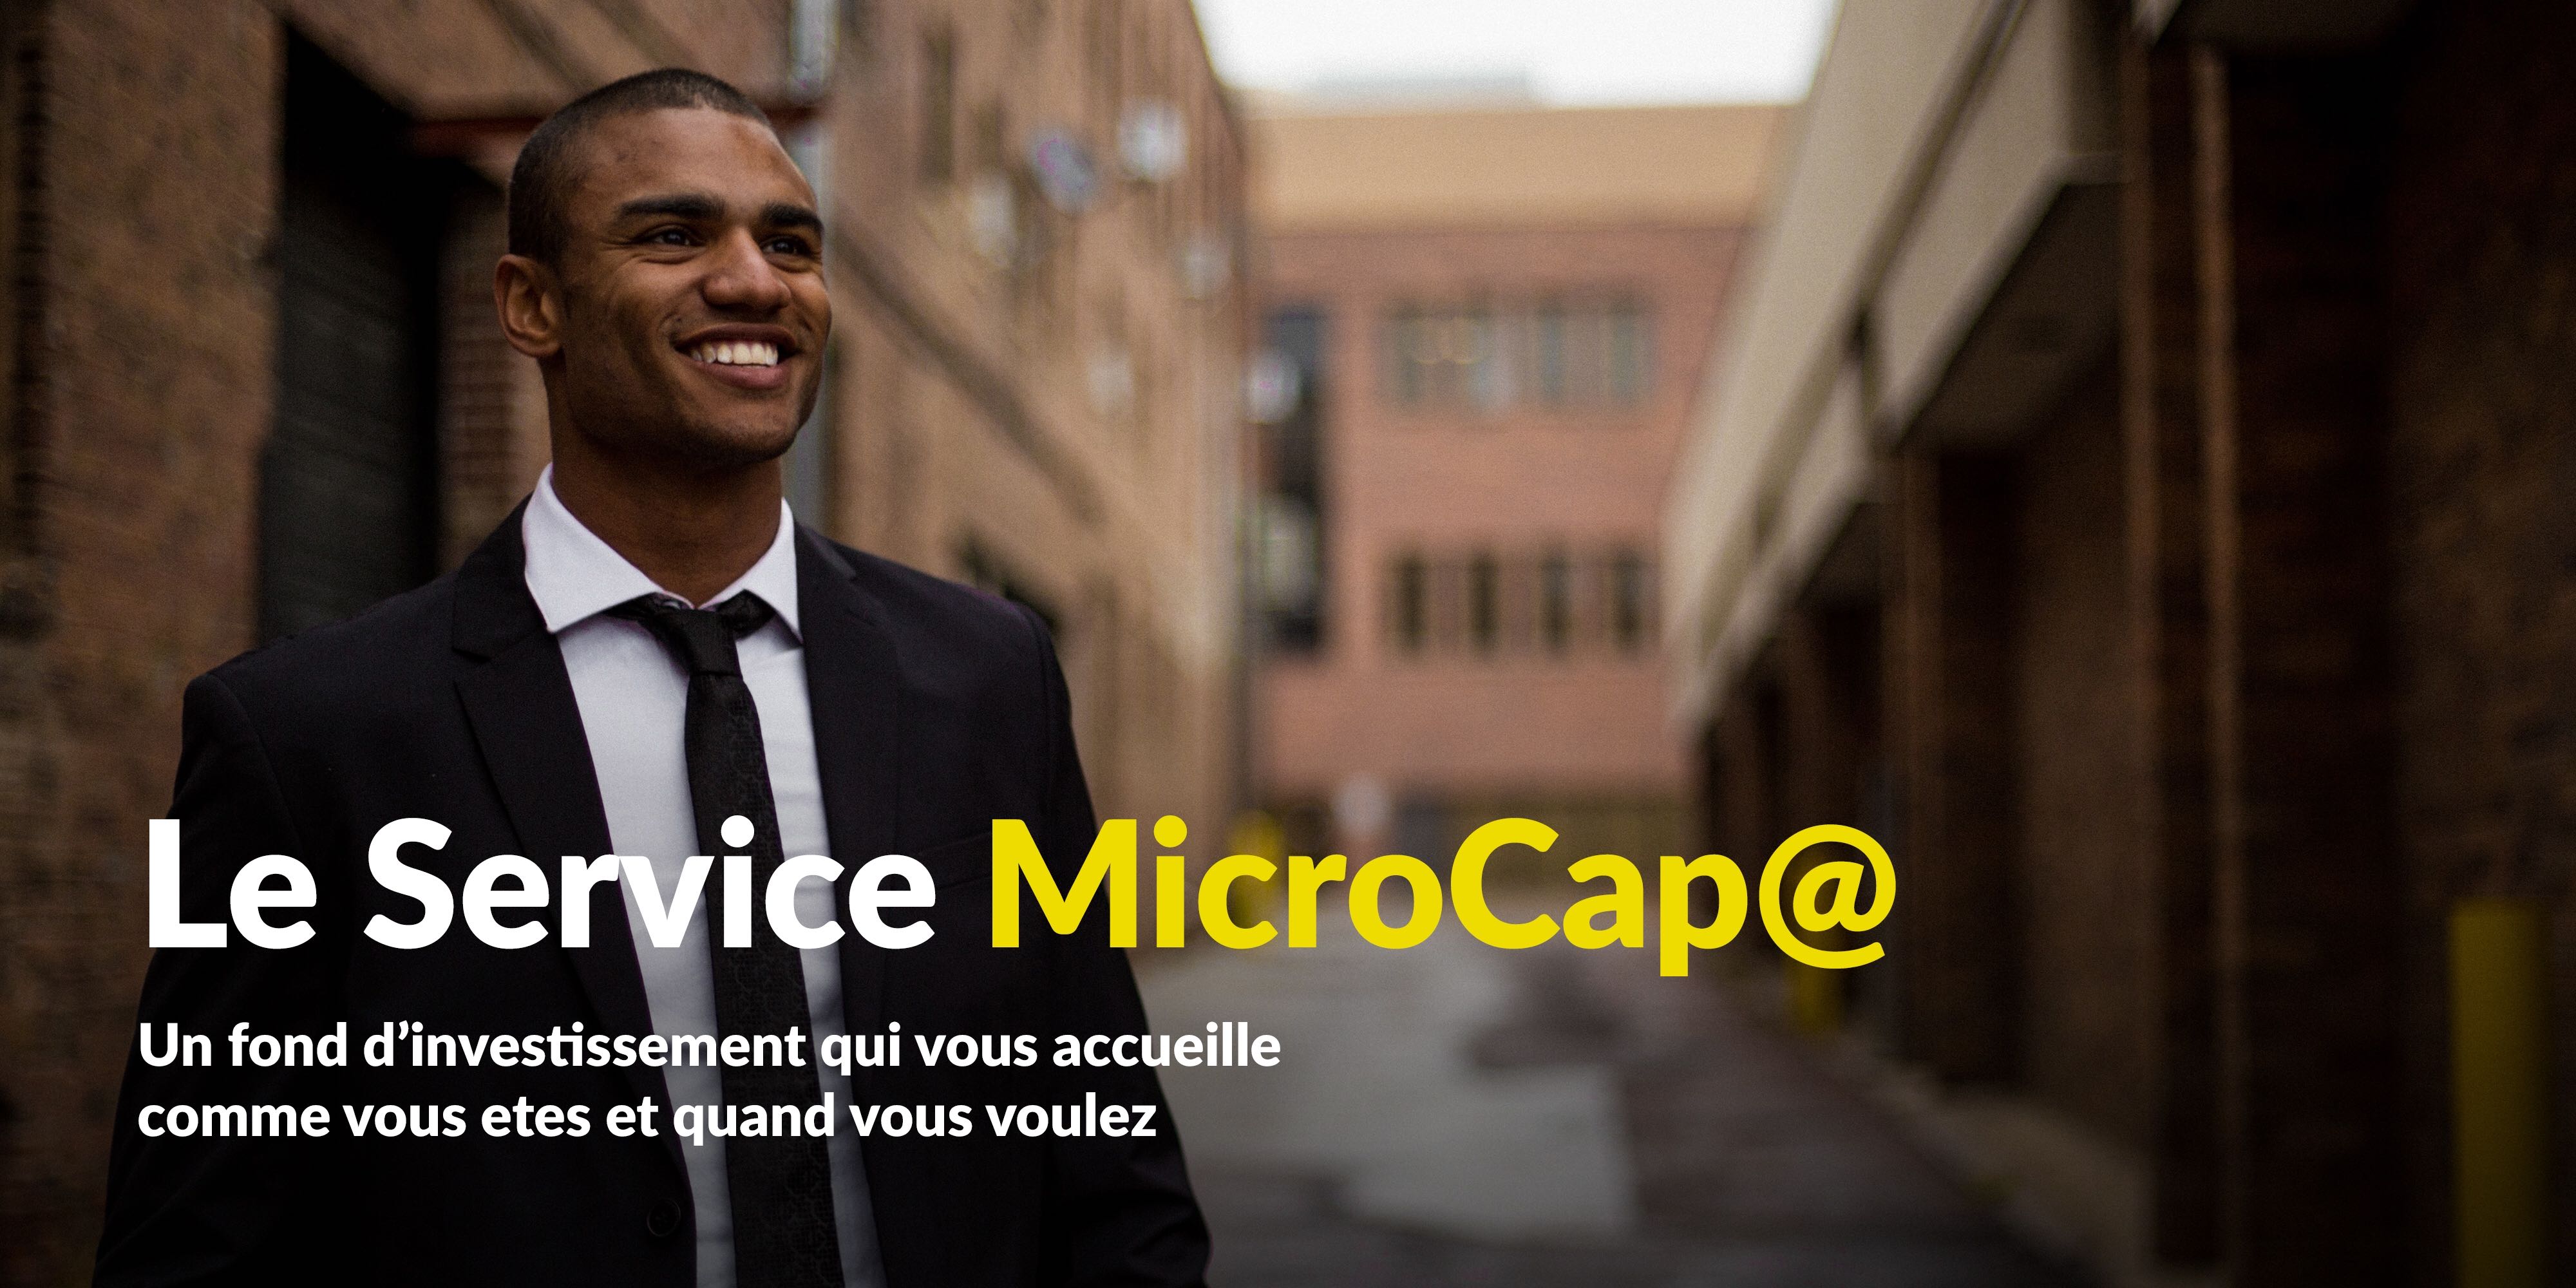 Le Service MicroCap@
Un fond d’investissement qui vous accueille
comme vous etes et quand vous voulez